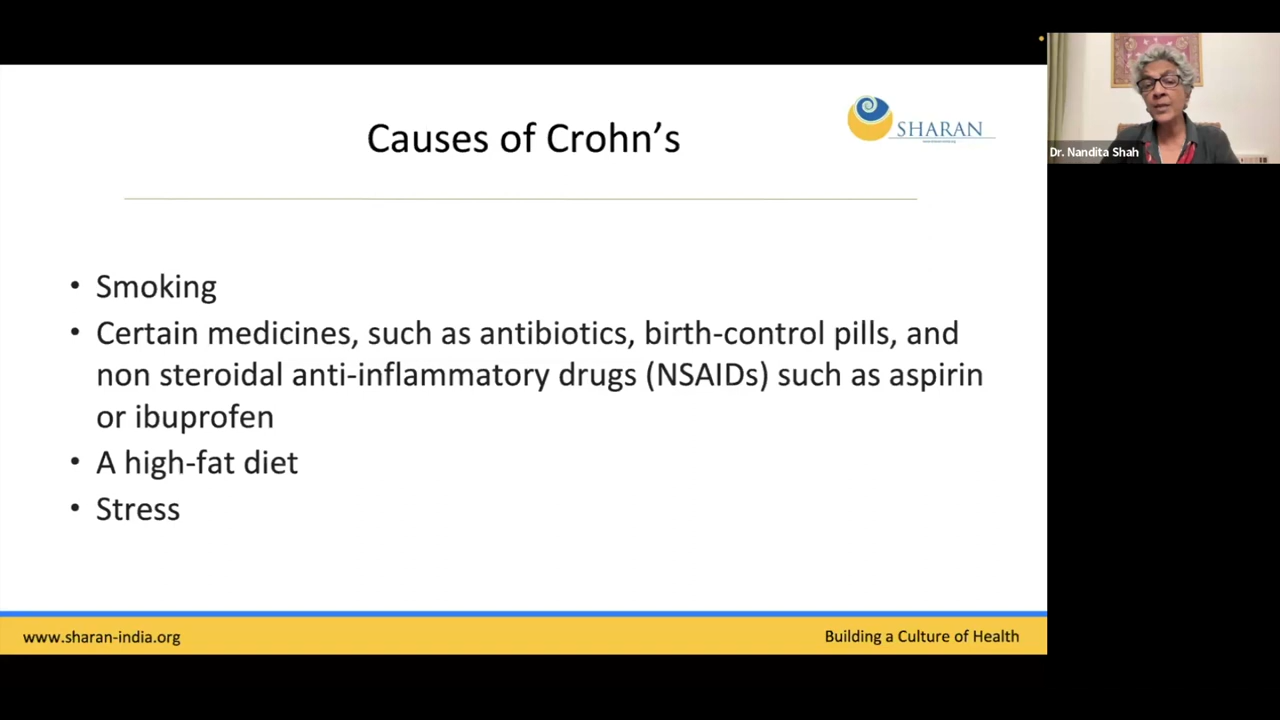 Causes of Crohn's
SHARAN
Dr. Nandita Shah
• Smoking
• Certain medicines, such as antibiotics, birth-control pills, and
non steroidal anti-inflammatory drugs (NSAIDs) such as aspirin
or ibuprofen
• A high-fat diet
• Stress
www.sharan-india.org
Building a Culture of Health